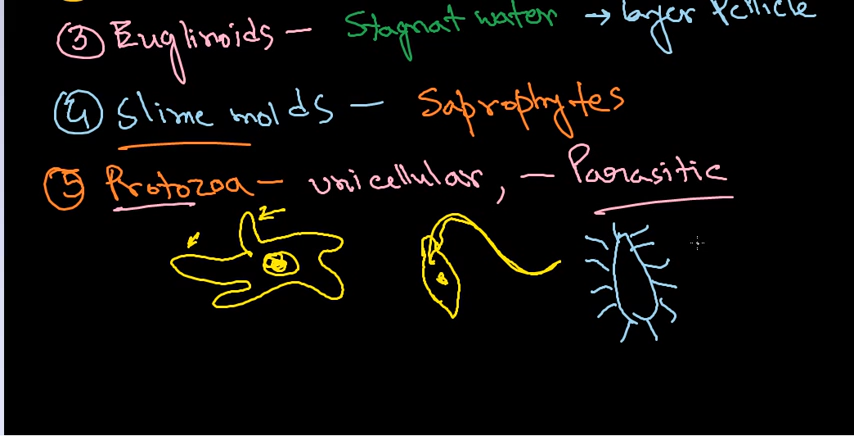 ③ Euglinoids — Stagnat water → layer Pellicle
④ Slime molds — Saprophytes
⑤ Protozoa — unicellular, — Parasitic